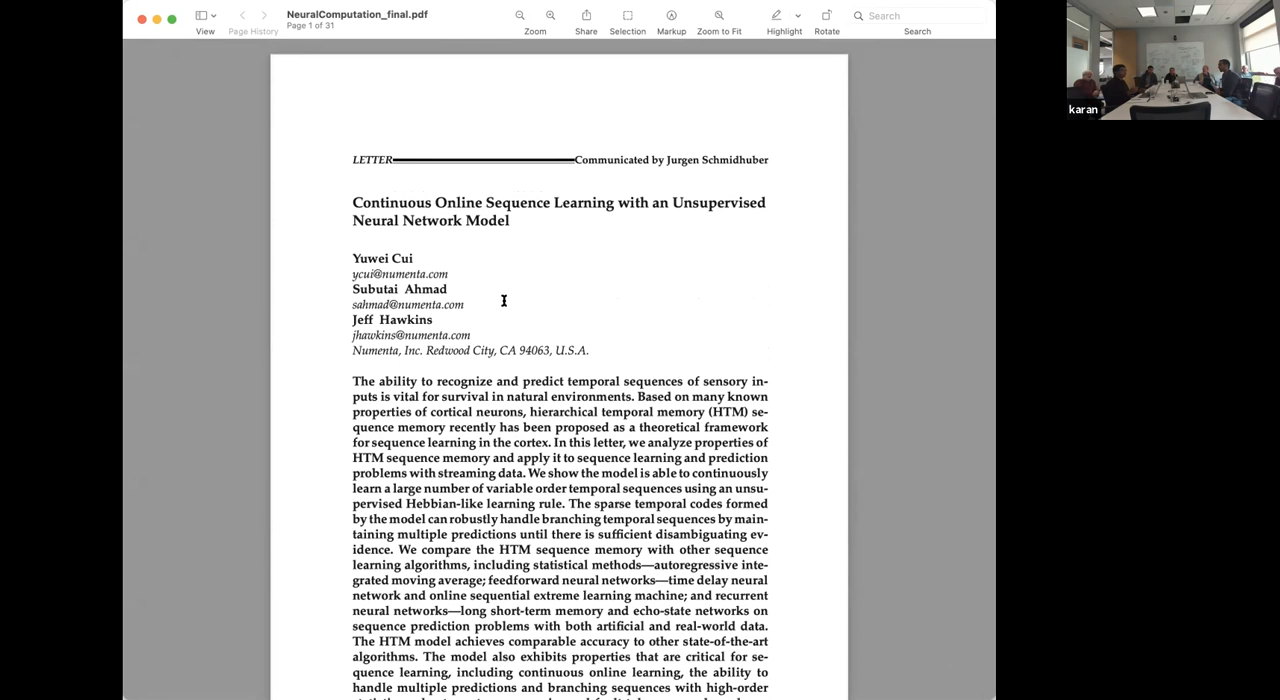 NeuralComputation_final.pdf
Page 1 of 31
View
Page History
Zoom
Share
Selection
Markup
Zoom to Fit
Highlight
Rotate
Search
Search
karan
LETTER Communicated by Jurgen Schmidhuber
Continuous Online Sequence Learning with an Unsupervised
Neural Network Model
Yuwei Cui
ycui@numenta.com
Subutai Ahmad
sahmad@numenta.com
Jeff Hawkins
jhawkins@numenta.com
Numenta, Inc. Redwood City, CA 94063, U.S.A.
The ability to recognize and predict temporal sequences of sensory in-
puts is vital for survival in natural environments. Based on many known
properties of cortical neurons, hierarchical temporal memory (HTM) se-
quence memory recently has been proposed as a theoretical framework
for sequence learning in the cortex. In this letter, we analyze properties of
HTM sequence memory and apply it to sequence learning and prediction
problems with streaming data. We show the model is able to continuously
learn a large number of variable order temporal sequences using an unsu-
pervised Hebbian-like learning rule. The sparse temporal codes formed
by the model can robustly handle branching temporal sequences by main-
taining multiple predictions until there is sufficient disambiguating ev-
idence. We compare the HTM sequence memory with other sequence
learning algorithms, including statistical methods—autoregressive inte-
grated moving average; feedforward neural networks—time delay neural
network and online sequential extreme learning machine; and recurrent
neural networks—long short-term memory and echo-state networks on
sequence prediction problems with both artificial and real-world data.
The HTM model achieves comparable accuracy to other state-of-the-art
algorithms. The model also exhibits properties that are critical for se-
quence learning, including continuous online learning, the ability to
handle multiple predictions and branching sequences with high-order